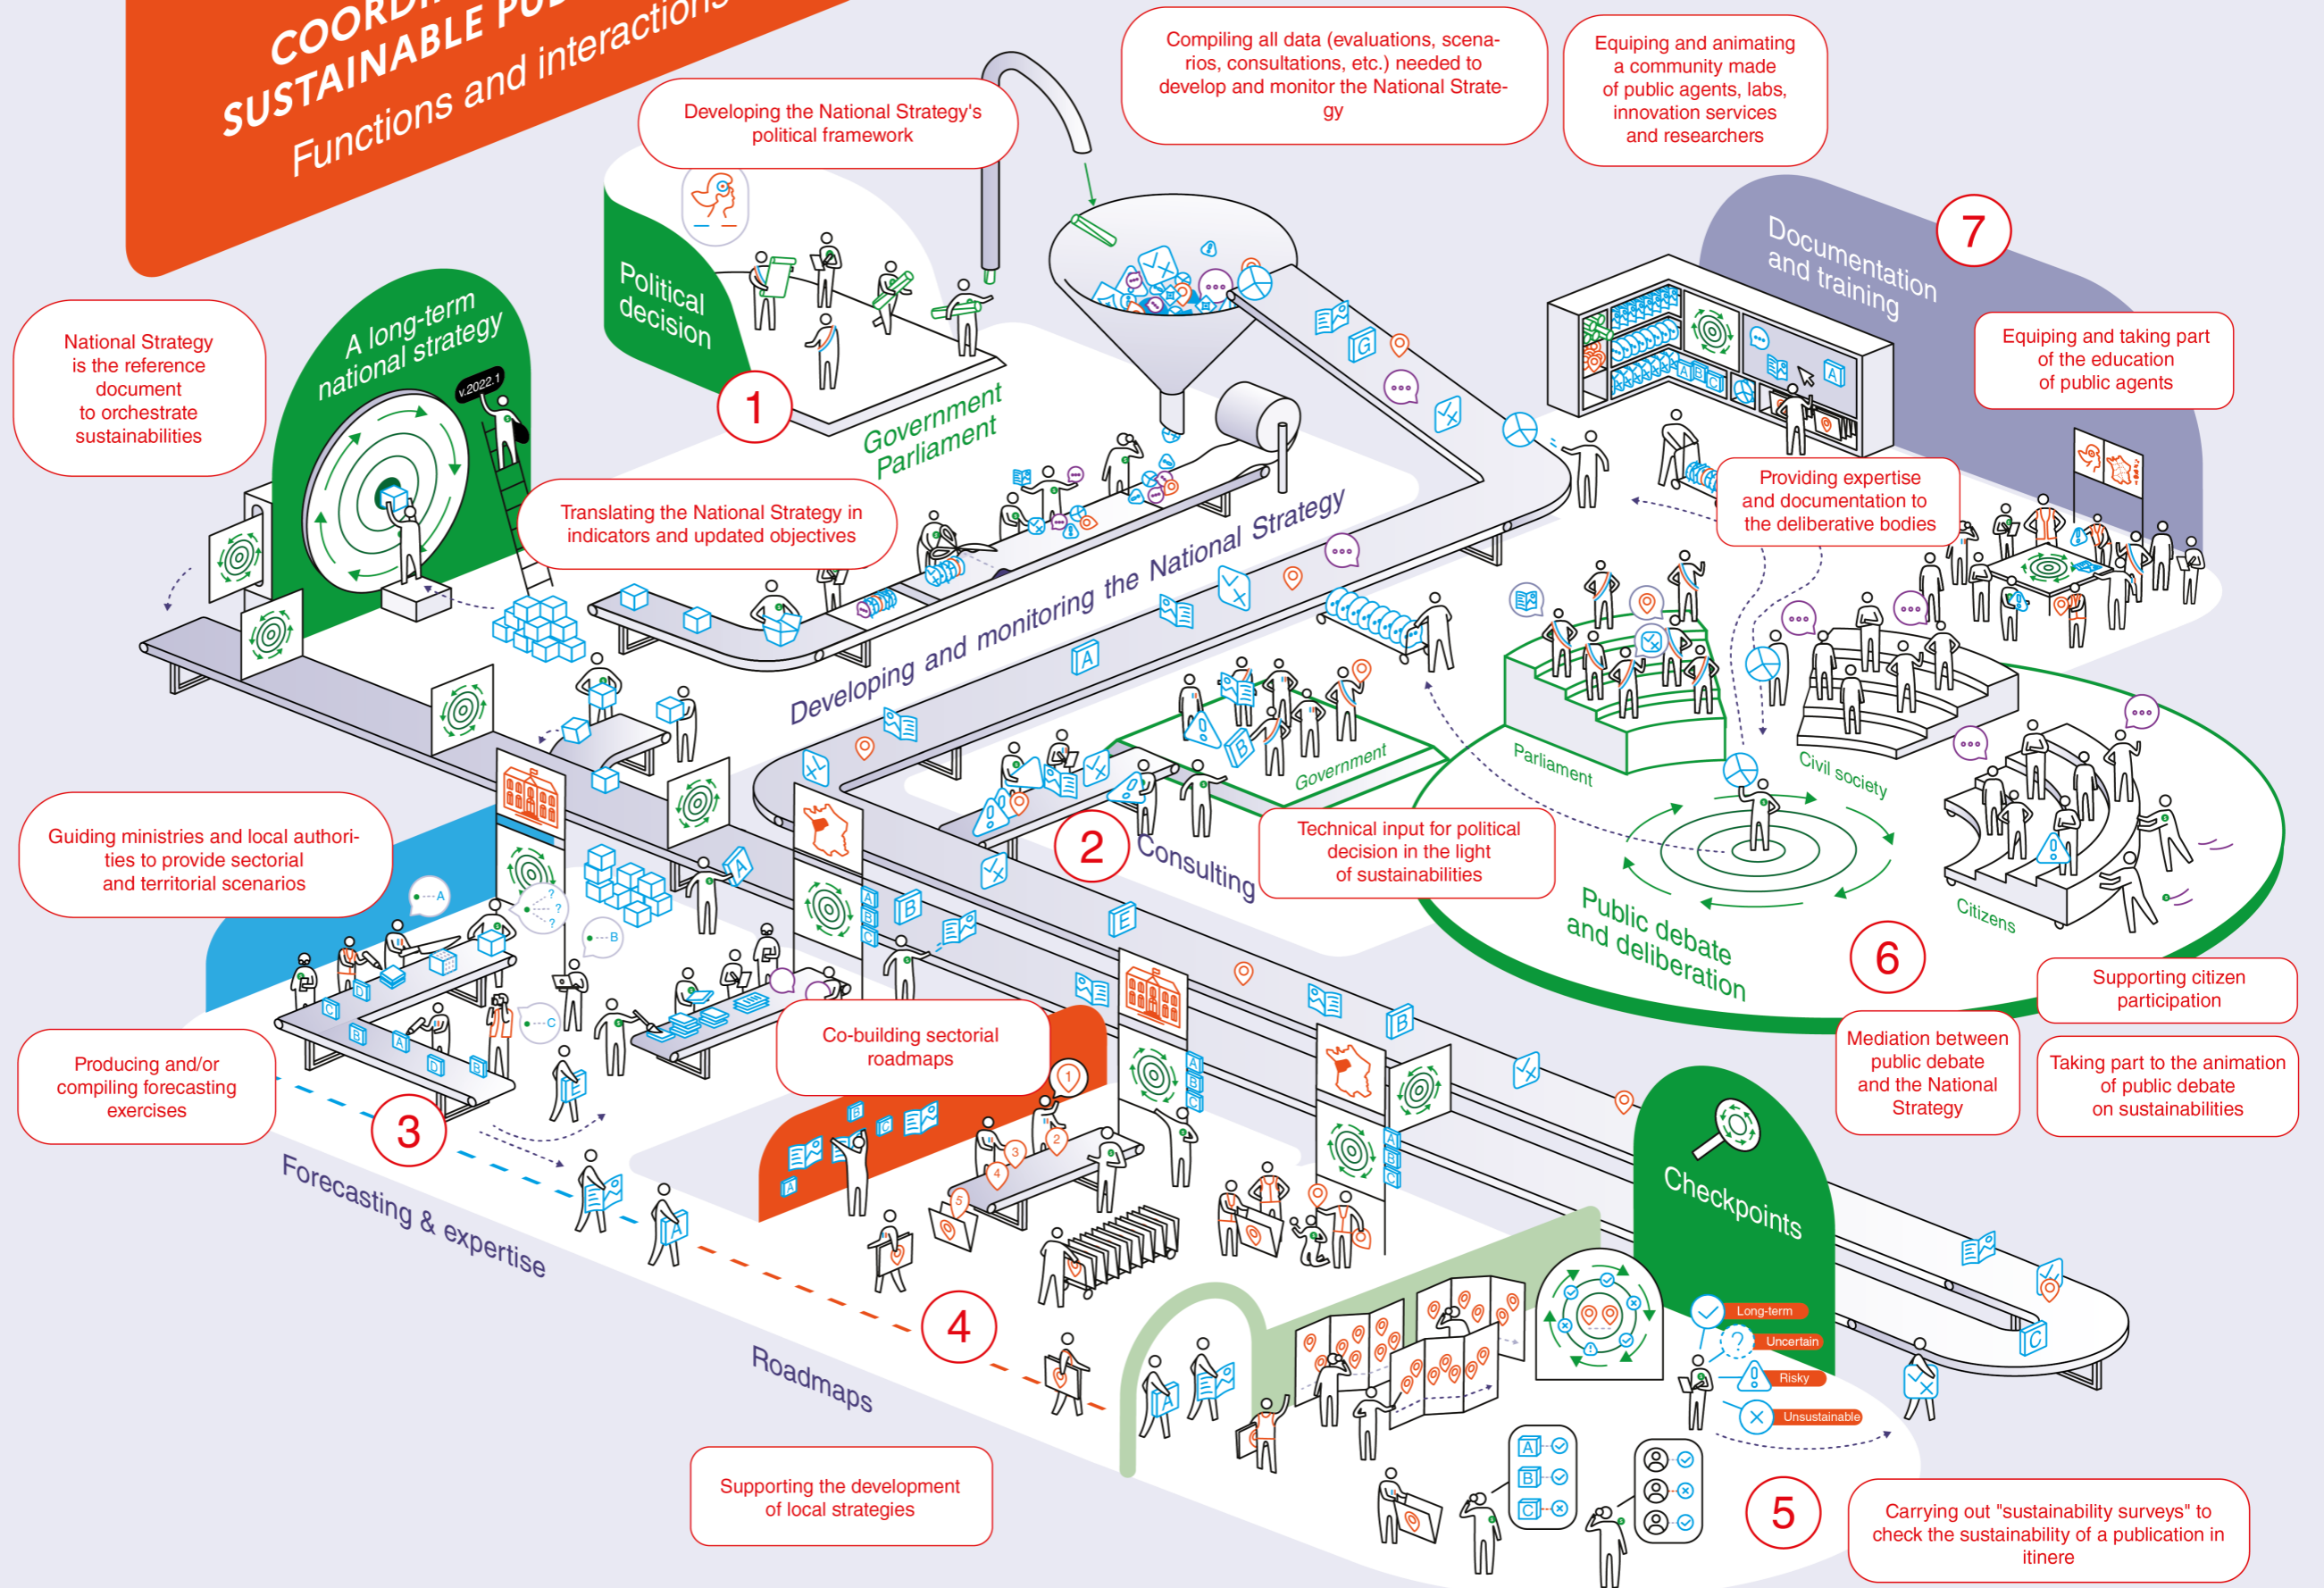 SUSTAINABLE
Functions and interactions
Developing the National Strategy's
political framework
Compiling all data (evaluations, scena-
rios, consultations, etc.) needed to
develop and monitor the National Strate-
gy
Equiping and animating
a community made
of public agents, labs,
innovation services
and researchers
7
Documentation
and training
Equiping and taking part
of the education
of public agents
National Strategy
is the reference
document
to orchestrate
sustainabilities
A long-term
national strategy
v.2022.1
Political
decision
1
Government
Parliament
G
A B C
A
Translating the National Strategy in
indicators and updated objectives
Providing expertise
and documentation to
the deliberative bodies
Developing and monitoring the National Strategy
A
B
Government
Parliament
Civil society
Citizens
2
Consulting
Technical input for political
decision in the light
of sustainabilities
Public debate
and deliberation
6
Supporting citizen
participation
Mediation between
public debate
and the National
Strategy
Taking part to the animation
of public debate
on sustainabilities
Guiding ministries and local authori-
ties to provide sectorial
and territorial scenarios
A
?
?
?
B
C
A
A
B
C
B
E
D
C
B
A
D
B
E
Producing and/or
compiling forecasting
exercises
3
Forecasting & expertise
A
Co-building sectorial
roadmaps
B
C
A
1
2
3
4
5
A
B
C
B
A
B
C
4
Roadmaps
Supporting the development
of local strategies
Checkpoints
Long-term
Uncertain
Risky
Unsustainable
C
A
A
B
C
5
Carrying out "sustainability surveys" to
check the sustainability of a publication in
itinere